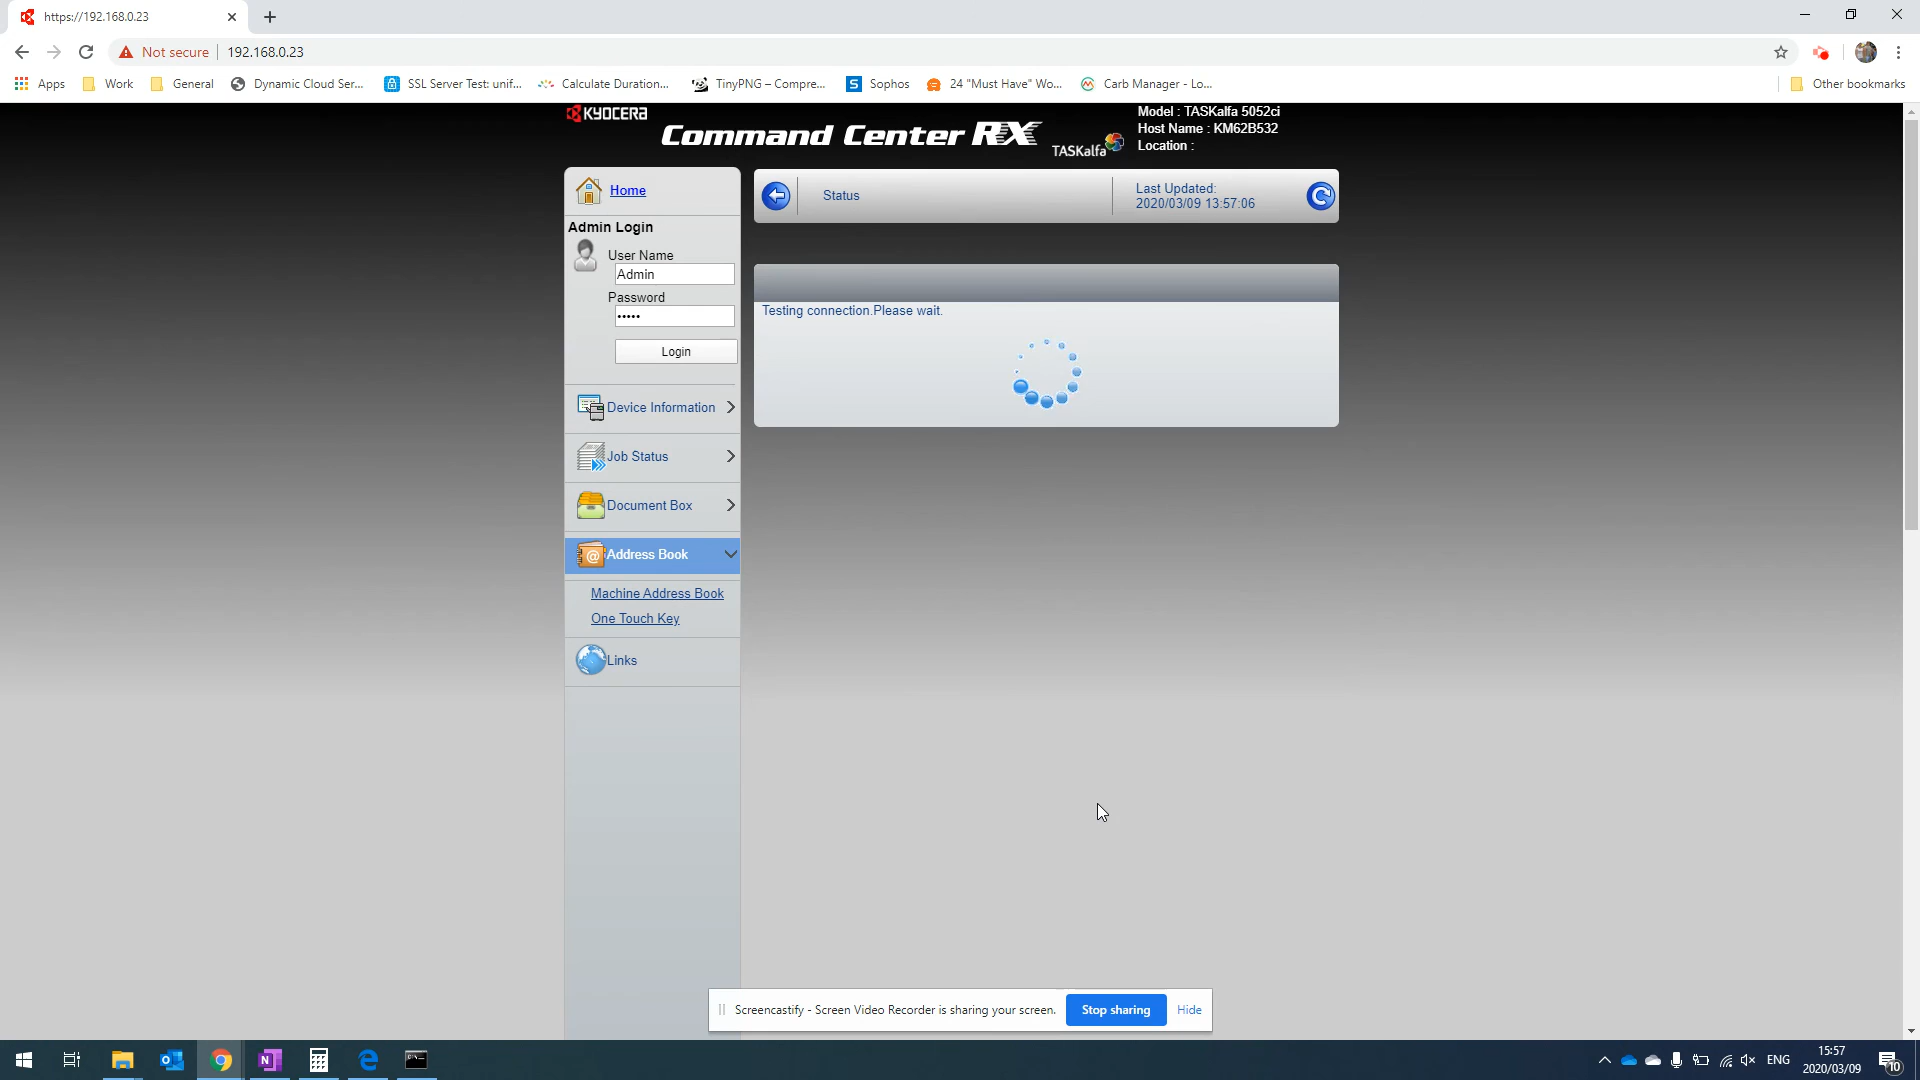 https://192.168.0.23
Not secure
192.168.0.23
Apps
Work
General
Dynamic Cloud Ser...
SSL Server Test: unif...
Calculate Duration...
TinyPNG – Compre...
S
Sophos
24 "Must Have" Wo...
Carb Manager - Lo...
Other bookmarks
KYOCERA
Command Center RX
TASKalfa
Model : TASKalfa 5052ci
Host Name : KM62B532
Location :
Home
Status
Last Updated:
2020/03/09 13:57:06
Admin Login
User Name
Admin
Password
•••••
Login
Testing connection.Please wait.
Device Information
Job Status
Document Box
@
Address Book
Machine Address Book
One Touch Key
Links
Screencastify - Screen Video Recorder is sharing your screen.
Stop sharing
Hide
ENG
15:57
2020/03/09
10